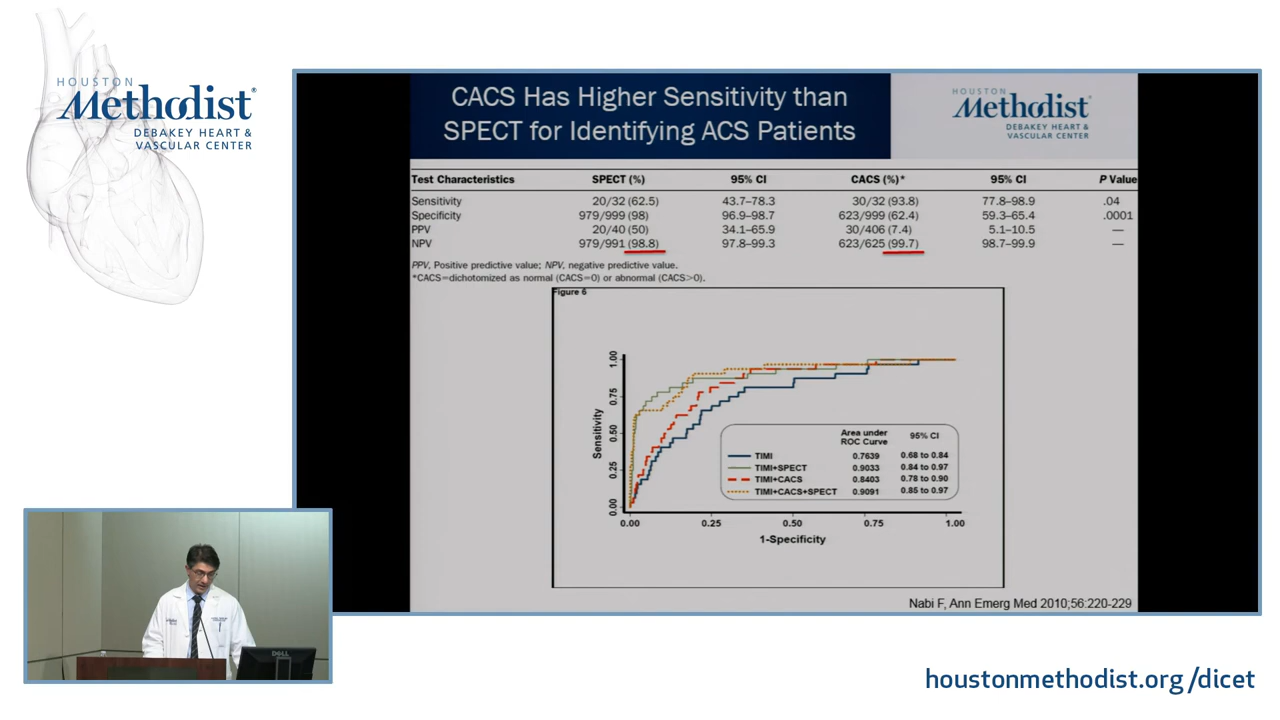 HOUSTON
Methodist®
DEBAKEY HEART &
VASCULAR CENTER
CACS Has Higher Sensitivity than
SPECT for Identifying ACS Patients
HOUSTON
Methodist
DEBAKEY HEART &
VASCULAR CENTER
Test Characteristics SPECT (%) 95% CI CACS (%)* 95% CI P Value
Sensitivity 20/32 (62.5) 43.7–78.3 30/32 (93.8) 77.8–98.9 .04
Specificity 979/999 (98) 96.9–98.7 623/999 (62.4) 59.3–65.4 .0001
PPV 20/40 (50) 34.1–65.9 30/406 (7.4) 5.1–10.5 —
NPV 979/991 (98.8) 97.8–99.3 623/625 (99.7) 98.7–99.9 —
PPV, Positive predictive value; NPV, negative predictive value.
*CACS=dichotomized as normal (CACS=0) or abnormal (CACS>0).
Figure 6
1.00
0.75
0.50
0.25
0.00
Sensitivity
Area under
ROC Curve 95% CI
TIMI 0.7639 0.68 to 0.84
TIMI+SPECT 0.9033 0.84 to 0.97
TIMI+CACS 0.8403 0.78 to 0.90
TIMI+CACS+SPECT 0.9091 0.85 to 0.97
0.00 0.25 0.50 0.75 1.00
1-Specificity
Nabi F, Ann Emerg Med 2010;56:220-229
DELL
houstonmethodist.org/dicet